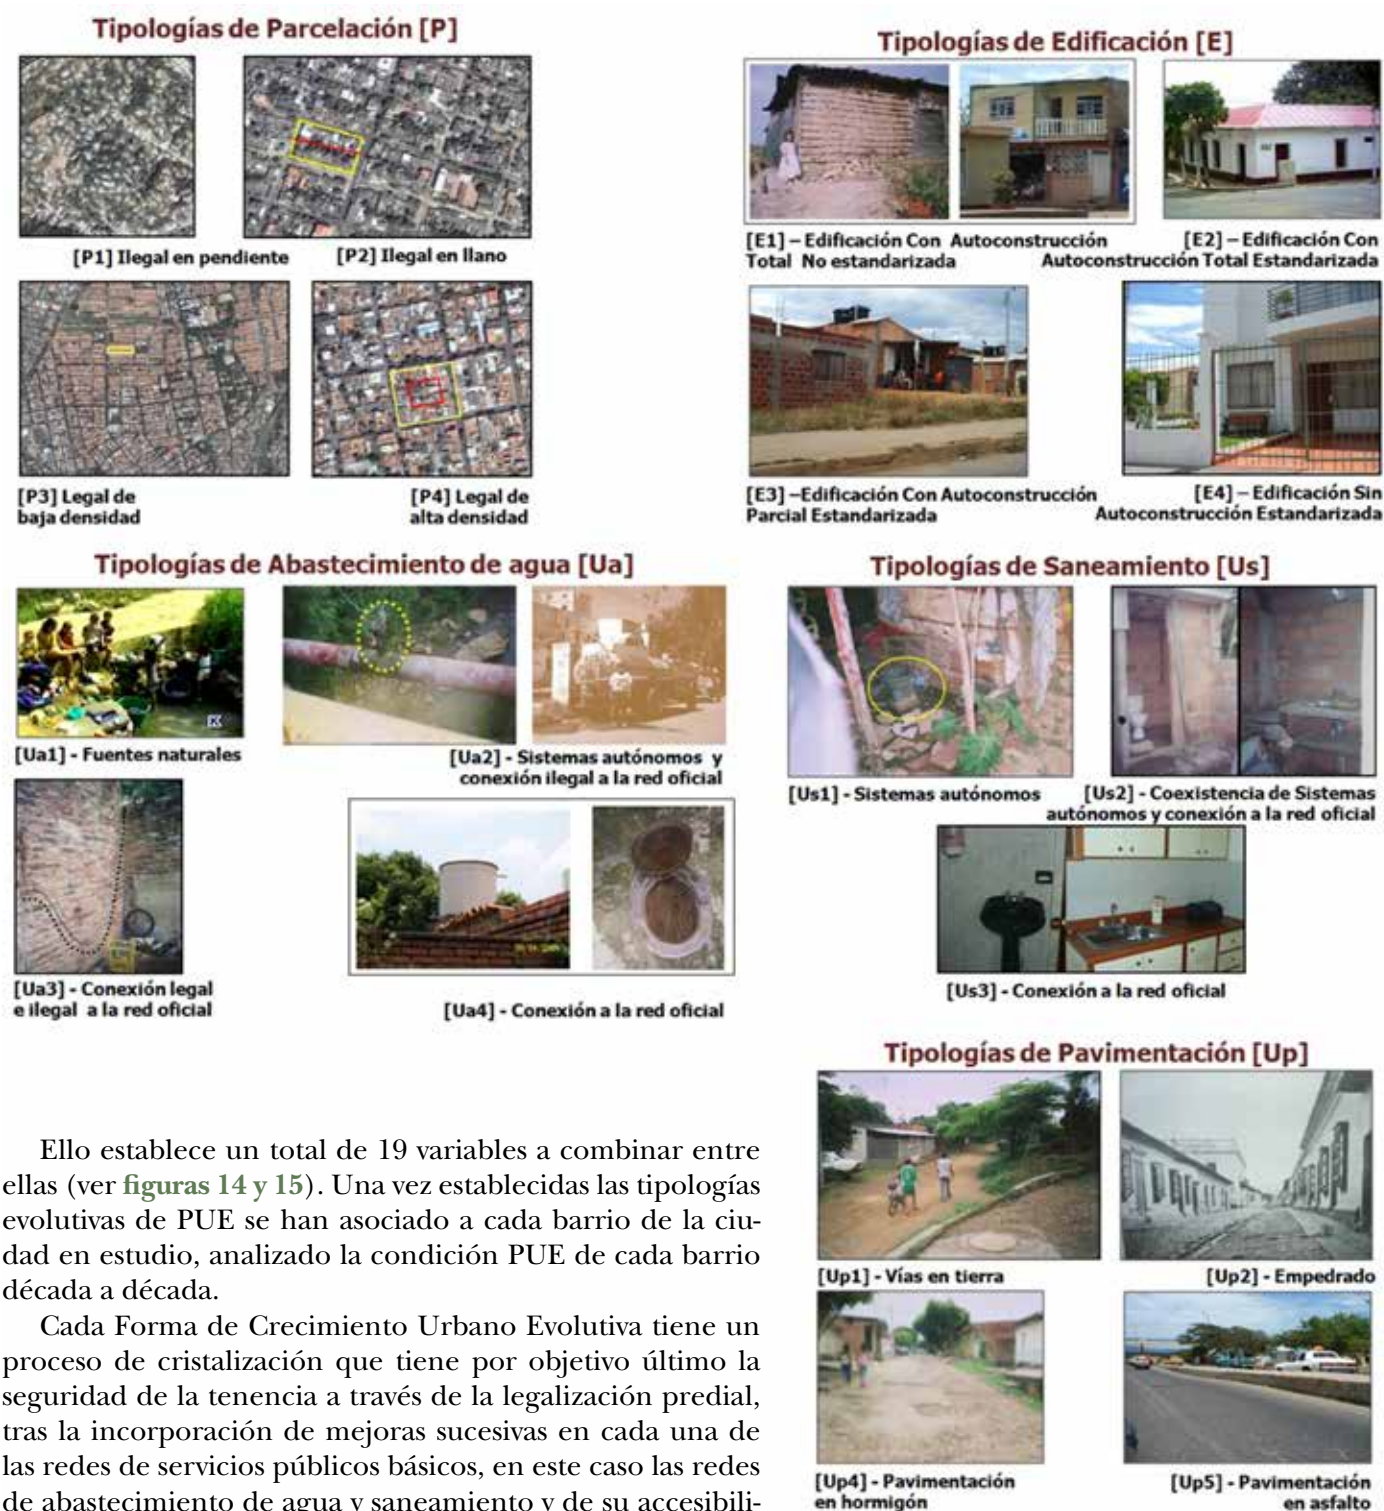 Tipologías de Parcelación [P]
[P1] Ilegal en pendiente
[P2] Ilegal en llano
[P3] Legal de
baja densidad
[P4] Legal de
alta densidad
Tipologías de Edificación [E]
[E1] – Edificación Con Autoconstrucción
Total No estandarizada
[E2] – Edificación Con
Autoconstrucción Total Estandarizada
[E3] –Edificación Con Autoconstrucción
Parcial Estandarizada
[E4] – Edificación Sin
Autoconstrucción Estandarizada
Tipologías de Abastecimiento de agua [Ua]
[Ua1] - Fuentes naturales
[Ua2] - Sistemas autónomos y
conexión ilegal a la red oficial
[Ua3] - Conexión legal
e ilegal a la red oficial
[Ua4] - Conexión a la red oficial
Tipologías de Saneamiento [Us]
[Us1] - Sistemas autónomos
[Us2] - Coexistencia de Sistemas
autónomos y conexión a la red oficial
[Us3] - Conexión a la red oficial
Tipologías de Pavimentación [Up]
[Up1] - Vías en tierra
[Up2] - Empedrado
[Up4] - Pavimentación
en hormigón
[Up5] - Pavimentación
en asfalto
Ello establece un total de 19 variables a combinar entre
ellas (ver figuras 14 y 15). Una vez establecidas las tipologías
evolutivas de PUE se han asociado a cada barrio de la ciu-
dad en estudio, analizado la condición PUE de cada barrio
década a década.
Cada Forma de Crecimiento Urbano Evolutiva tiene un
proceso de cristalización que tiene por objetivo último la
seguridad de la tenencia a través de la legalización predial,
tras la incorporación de mejoras sucesivas en cada una de
las redes de servicios públicos básicos, en este caso las redes
de abastecimiento de agua y saneamiento y de su accesibili-